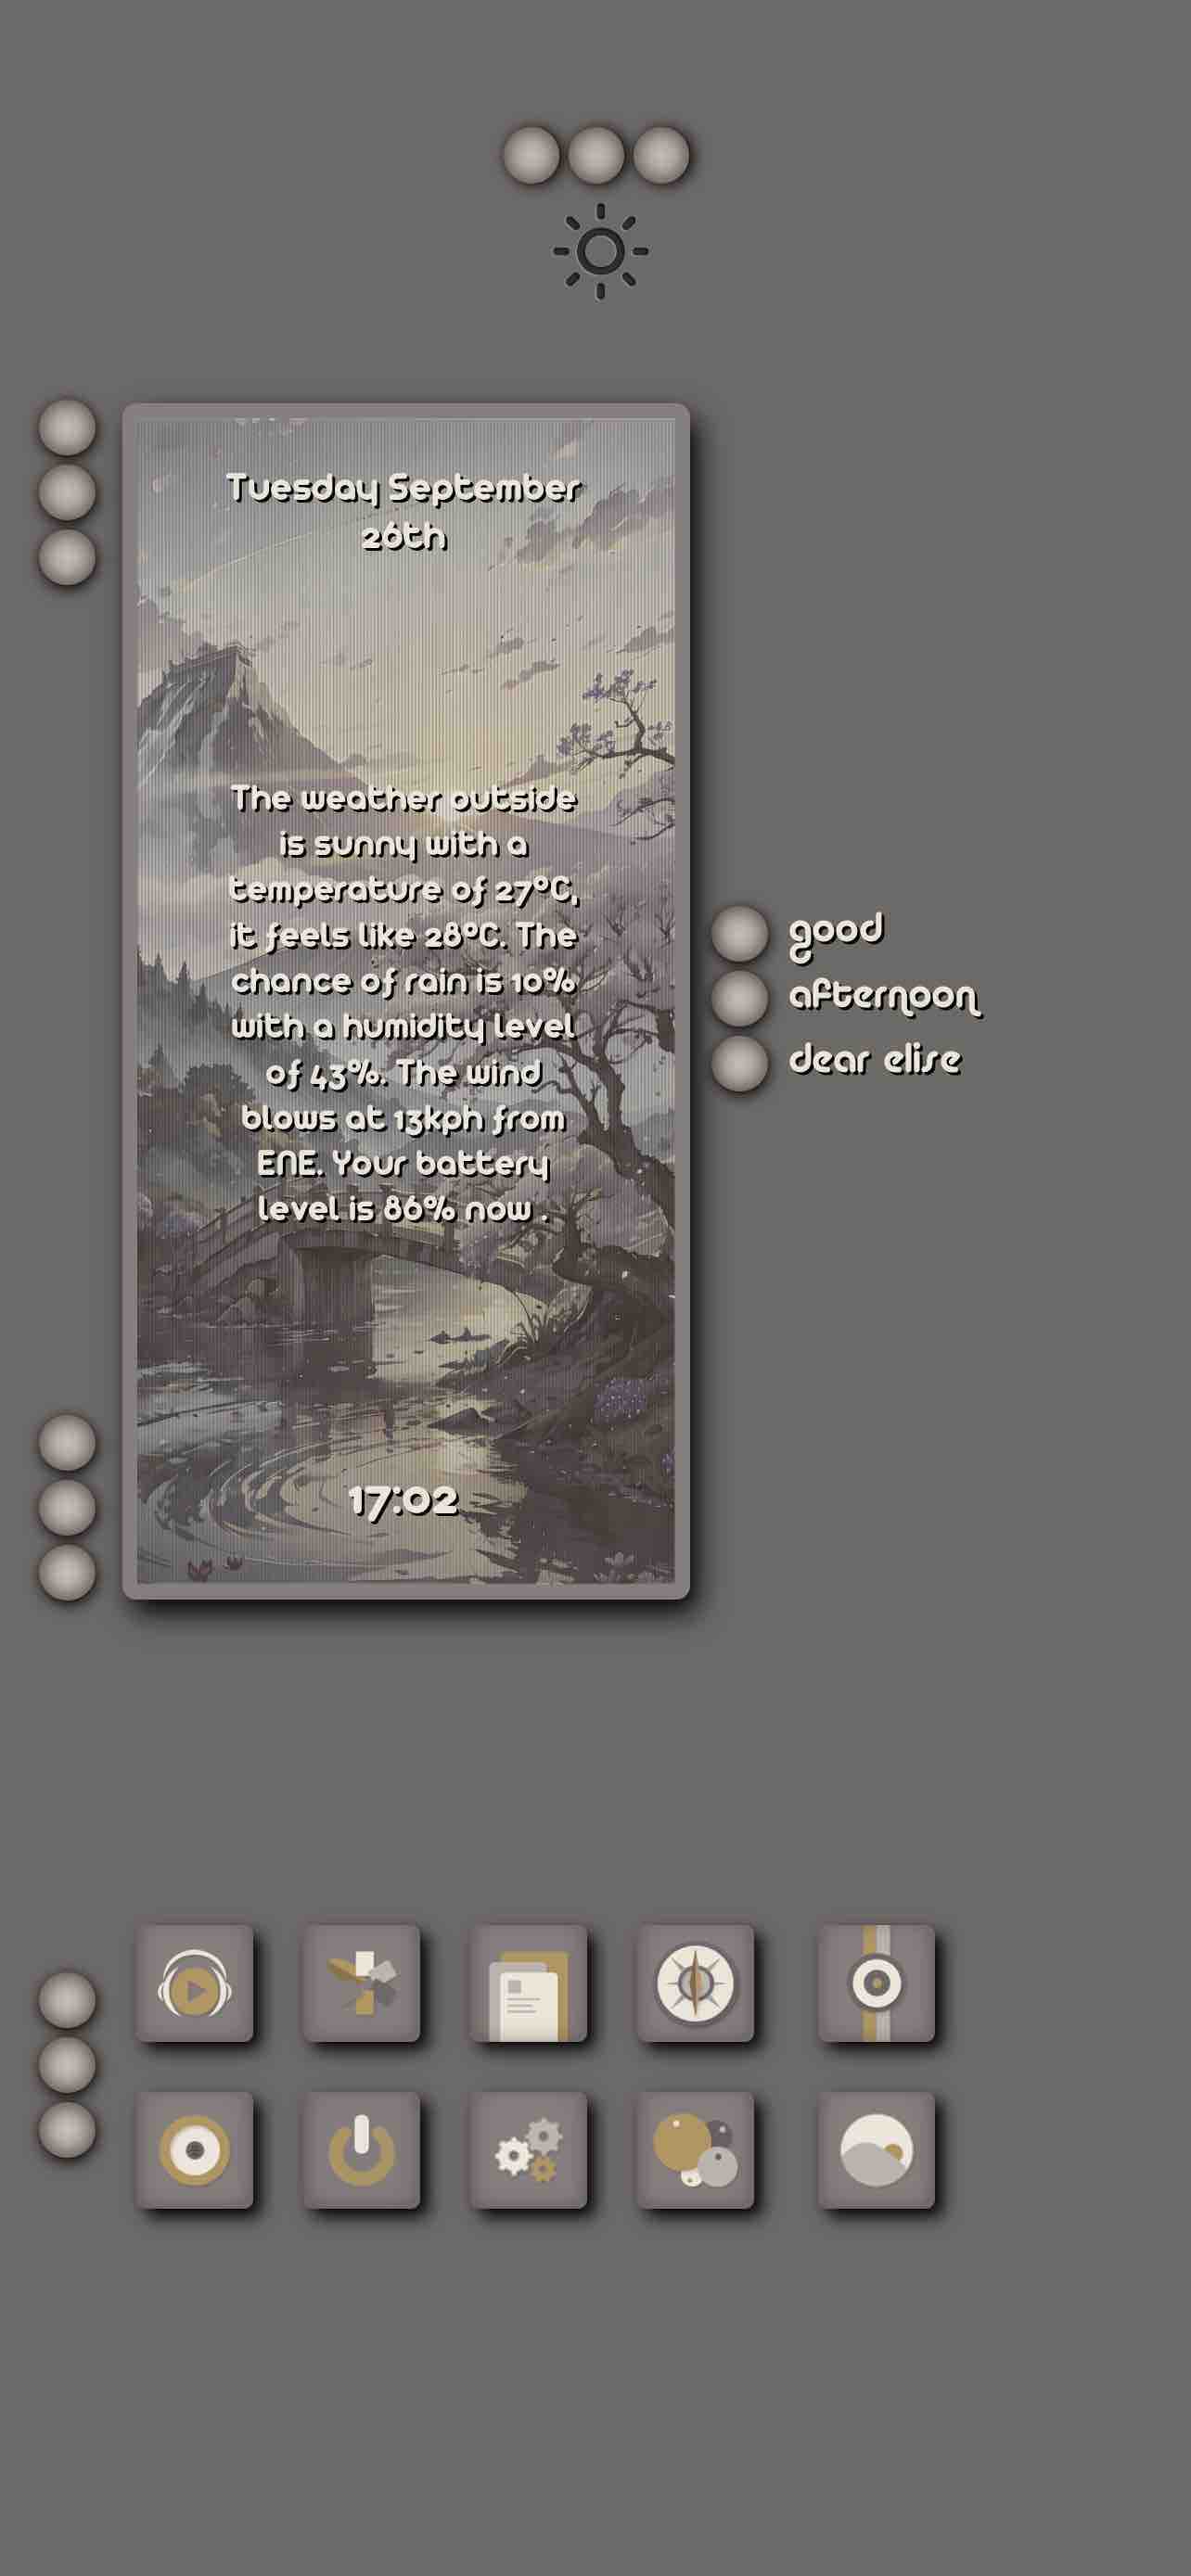 Tuesday September
26th
The weather outside
is sunny with a
temperature of 27°C,
it feels like 28°C. The
chance of rain is 10%
with a humidity level
of 43%. The wind
blows at 13kph from
ENE. Your battery
level is 86% now .
17:02
good
afternoon
dear elise